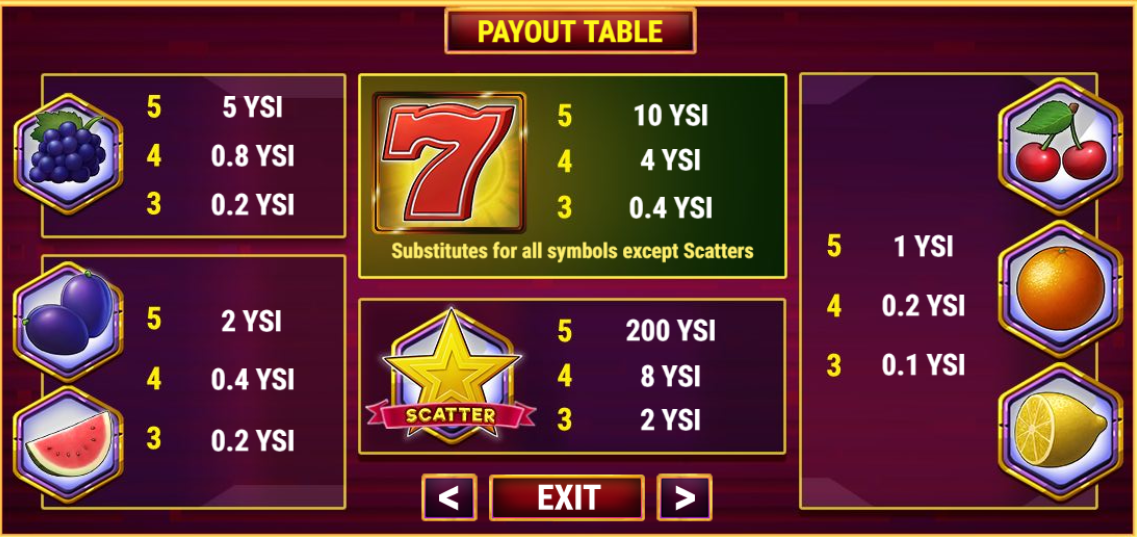 PAYOUT TABLE
5 5 YSI
4 0.8 YSI
3 0.2 YSI
5 2 YSI
4 0.4 YSI
3 0.2 YSI
7
5 10 YSI
4 4 YSI
3 0.4 YSI
Substitutes for all symbols except Scatters
SCATTER
5 200 YSI
4 8 YSI
3 2 YSI
5 1 YSI
4 0.2 YSI
3 0.1 YSI
< EXIT >